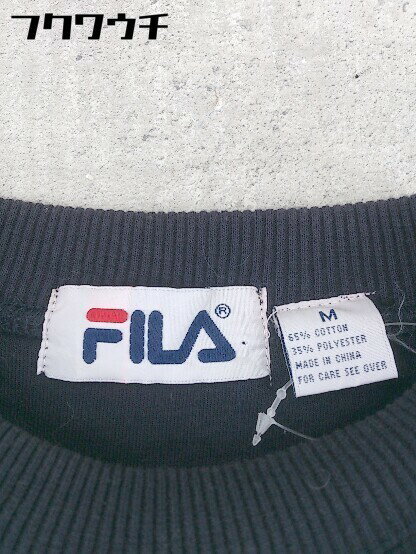 フクワウチ
FILA®
M
65% COTTON
35% POLYESTER
MADE IN CHINA
FOR CARE SEE OVER